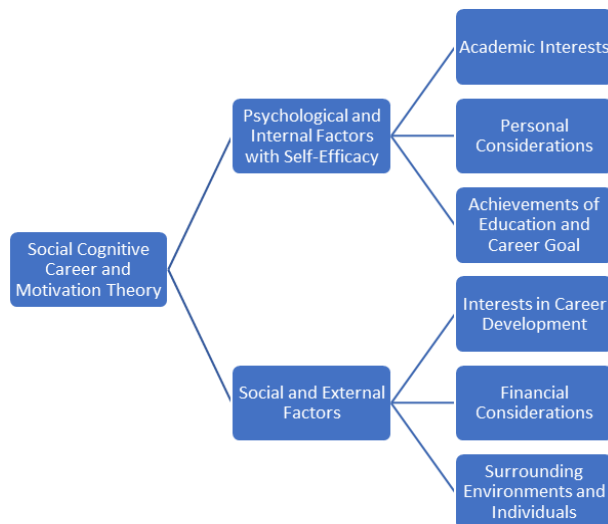 Social Cognitive
Career and
Motivation Theory
Psychological and
Internal Factors
with Self-Efficacy
Academic Interests
Personal
Considerations
Achievements of
Education and
Career Goal
Social and External
Factors
Interests in Career
Development
Financial
Considerations
Surrounding
Environments and
Individuals